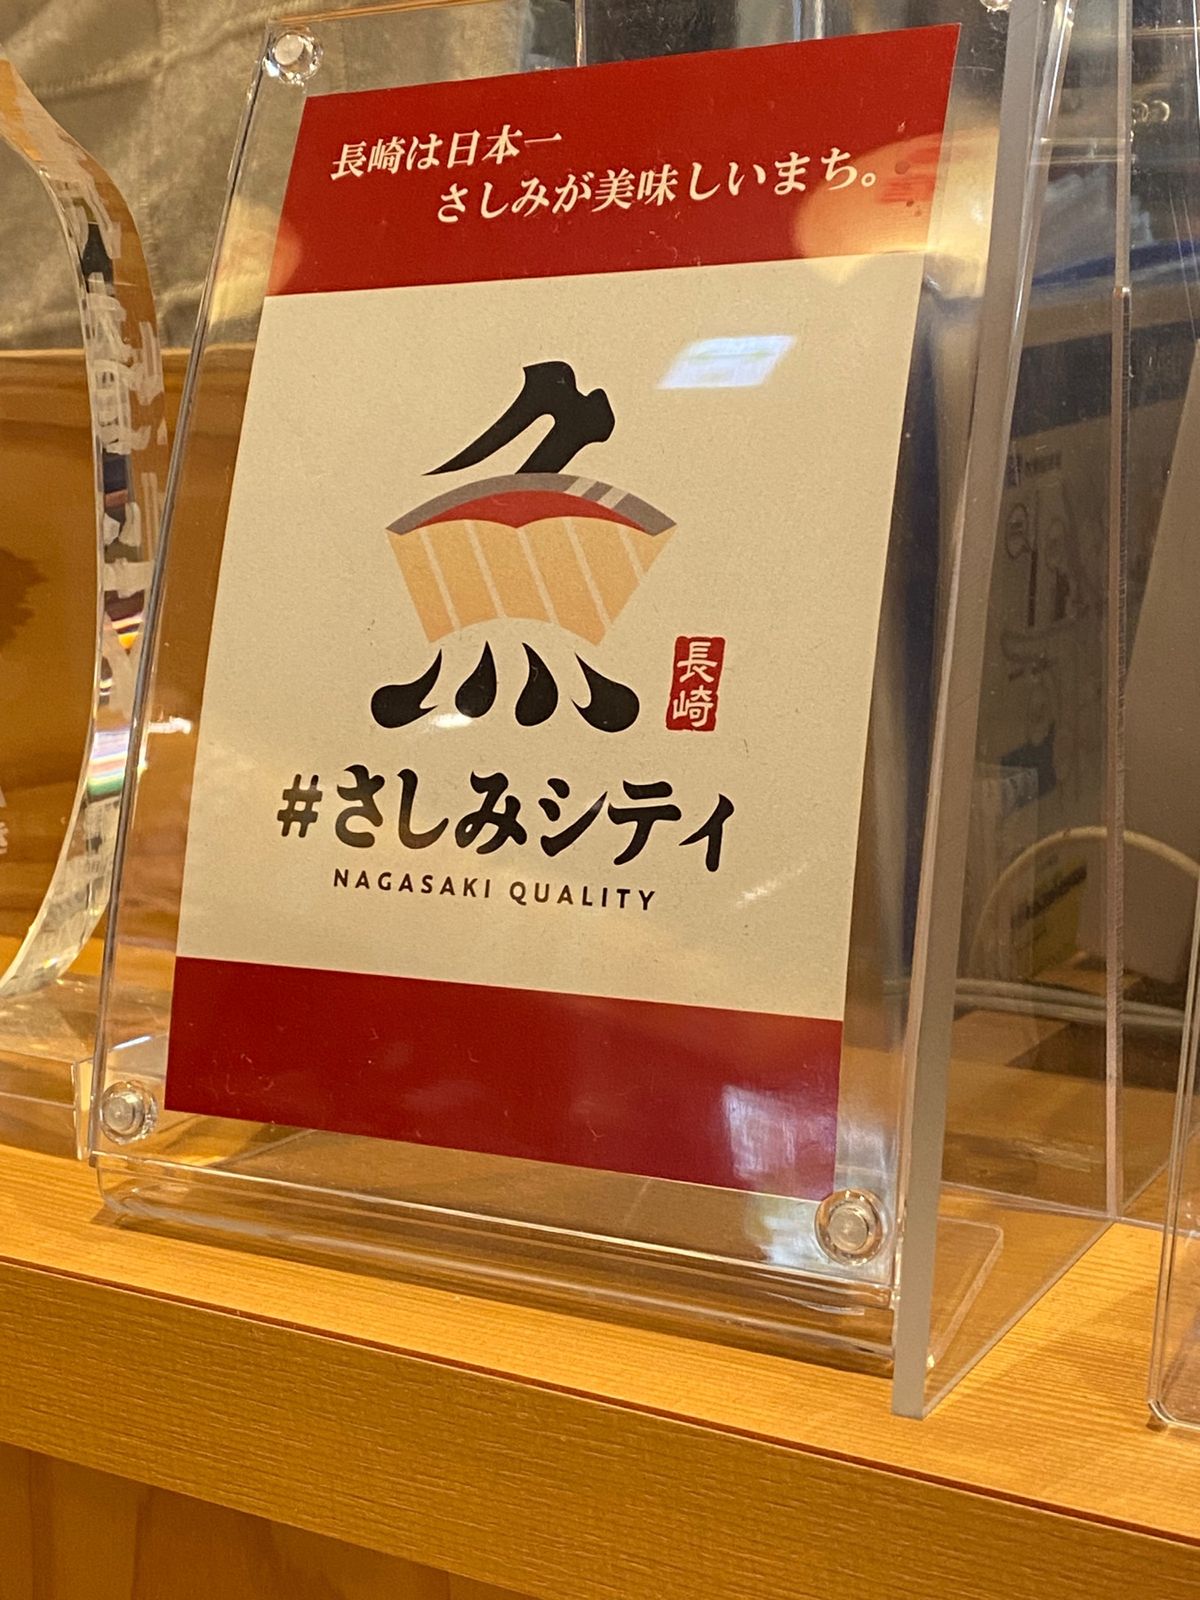 長崎は日本一
さしみが美味しいまち。
魚
長崎
#さしみシティ
NAGASAKI QUALITY